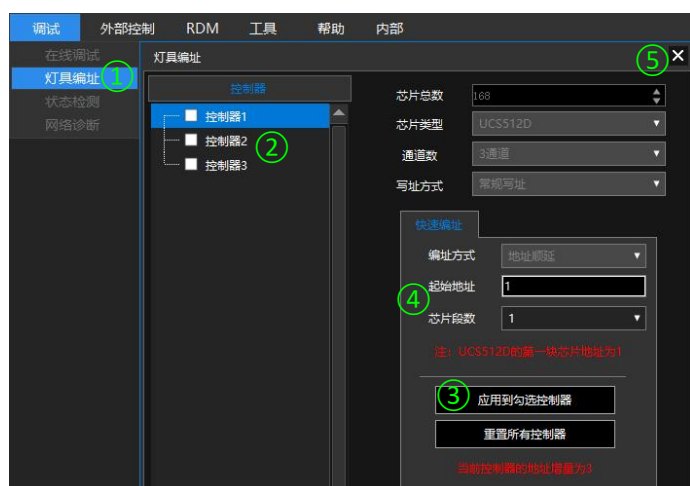 调试 外部控制 RDM 工具 帮助 内部
在线调试
灯具编址 ①
状态检测
网络诊断
灯具编址 ⑤ ×
控制器
控制器1
控制器2
控制器3
②
芯片总数 168
芯片类型 UCS512D
通道数 3通道
写址方式 常规写址
快速编址
编址方式 地址顺延
起始地址 1
④
芯片段数 1
注：UCS512D的第一块芯片地址为1
③ 应用到勾选控制器
重置所有控制器
当前控制器的地址增量为3